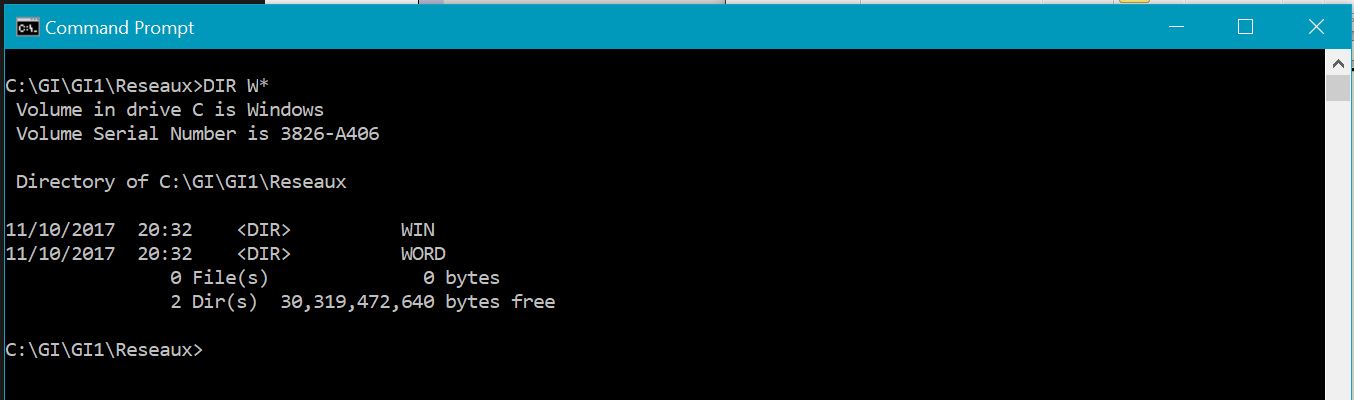 Command Prompt
C:\GI\GI1\Reseaux>DIR W*
 Volume in drive C is Windows
 Volume Serial Number is 3826-A406

 Directory of C:\GI\GI1\Reseaux

11/10/2017  20:32    <DIR>          WIN
11/10/2017  20:32    <DIR>          WORD
               0 File(s)              0 bytes
               2 Dir(s)  30,319,472,640 bytes free

C:\GI\GI1\Reseaux>